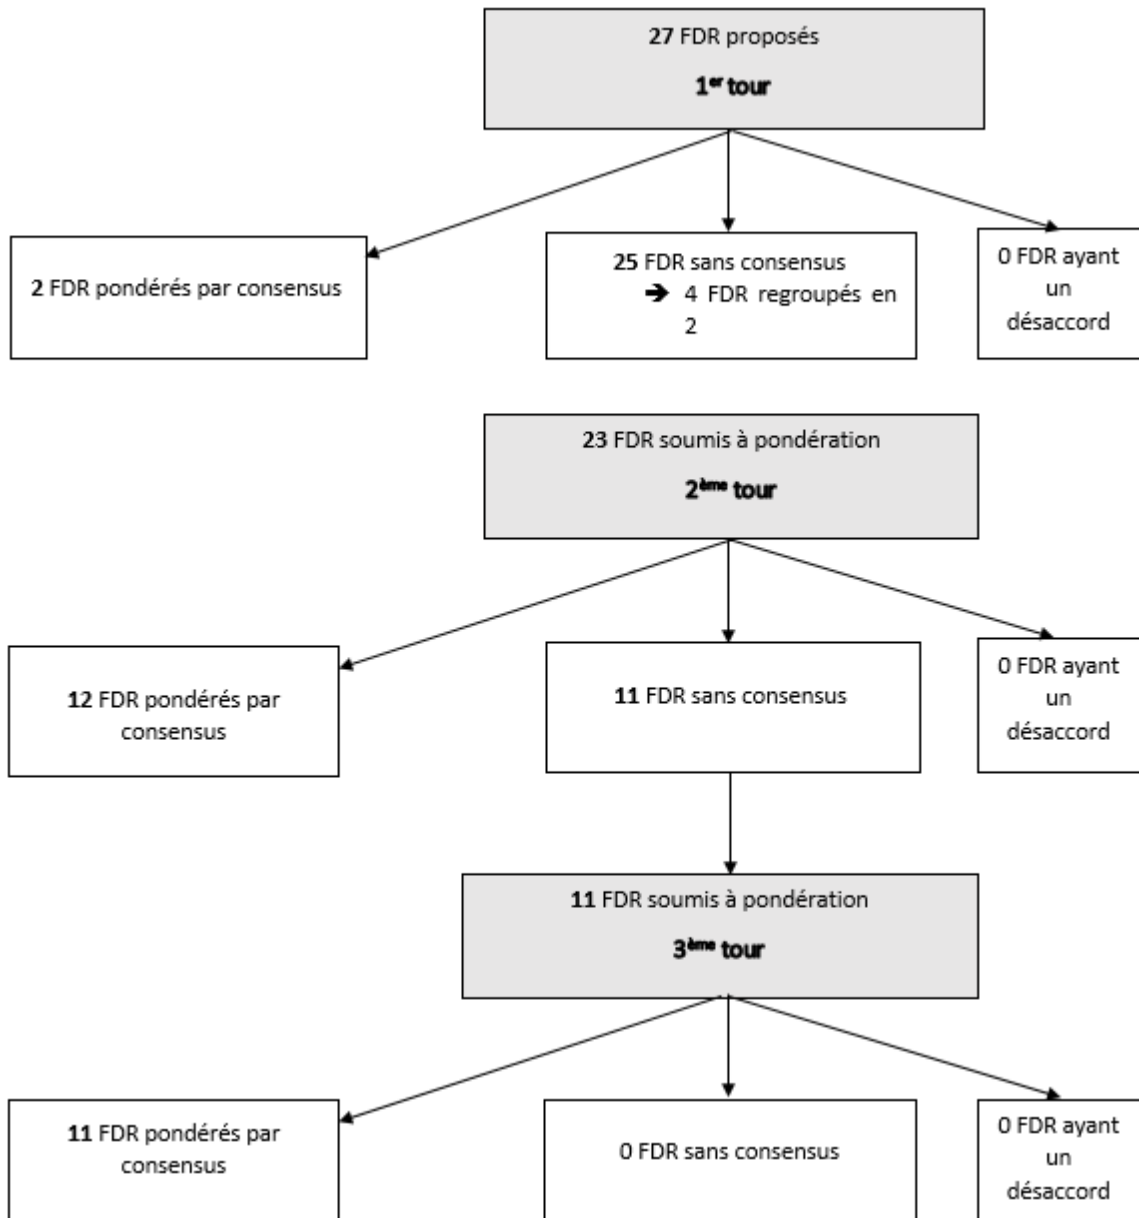 27 FDR proposés
1er tour
2 FDR pondérés par consensus
25 FDR sans consensus
➔ 4 FDR regroupés en
2
0 FDR ayant
un
désaccord
23 FDR soumis à pondération
2ème tour
12 FDR pondérés par
consensus
11 FDR sans consensus
0 FDR ayant
un
désaccord
11 FDR soumis à pondération
3ème tour
11 FDR pondérés par
consensus
0 FDR sans consensus
0 FDR ayant
un
désaccord